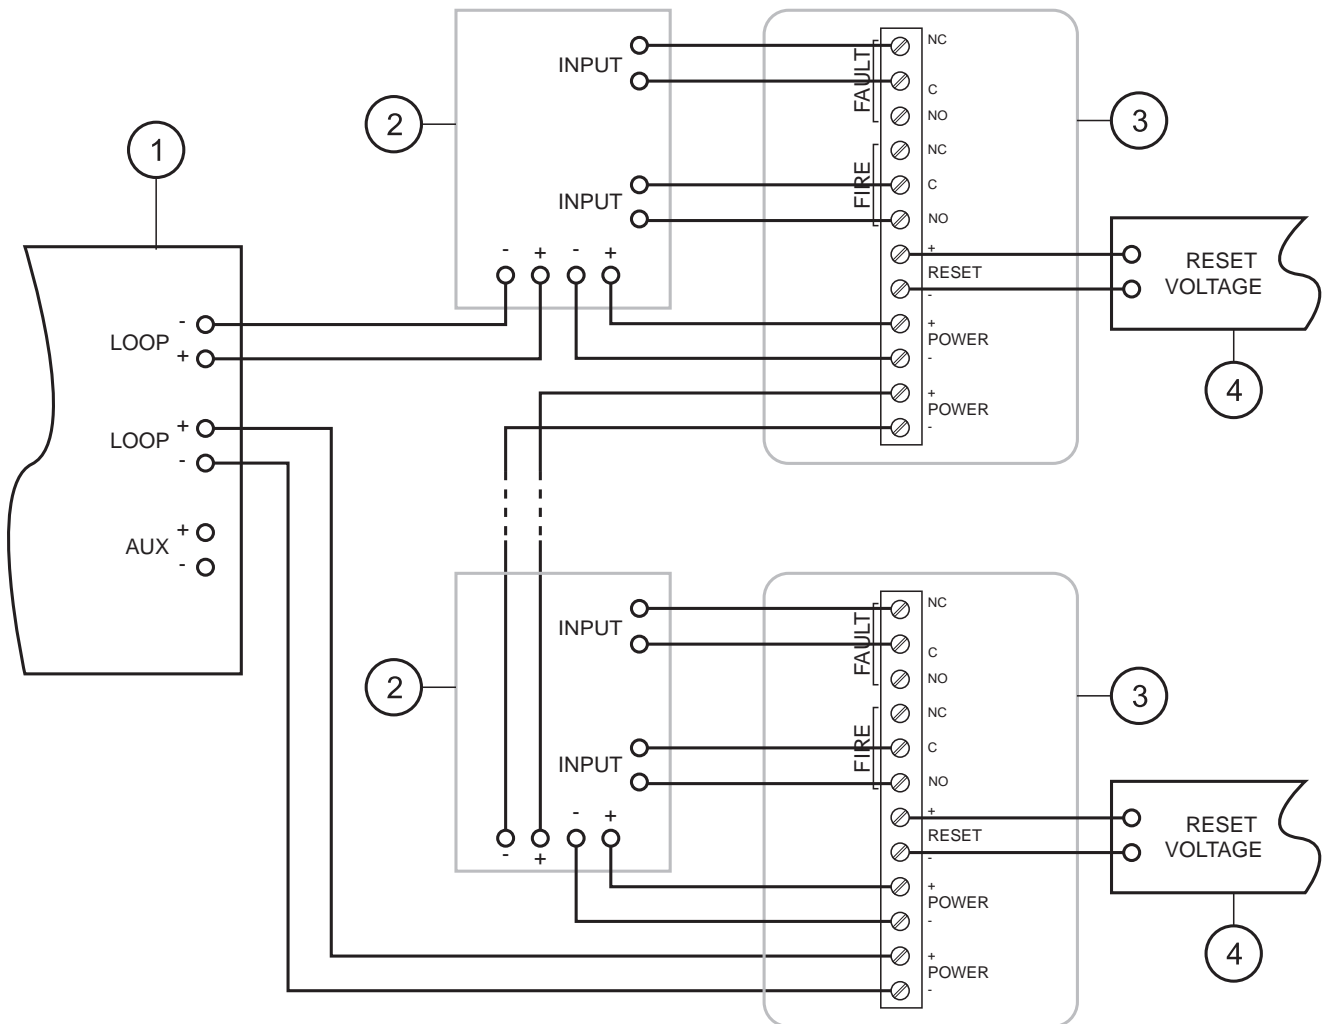 INPUT
INPUT
- + - +
2
1
-
LOOP
+
+
LOOP
-
+
AUX
-
FAULT
NC
C
NO
FIRE
NC
C
NO
+
RESET
-
+
POWER
-
+
POWER
-
3
RESET
VOLTAGE
4
INPUT
INPUT
- + - +
2
FAULT
NC
C
NO
FIRE
NC
C
NO
+
RESET
-
+
POWER
-
+
POWER
-
3
RESET
VOLTAGE
4